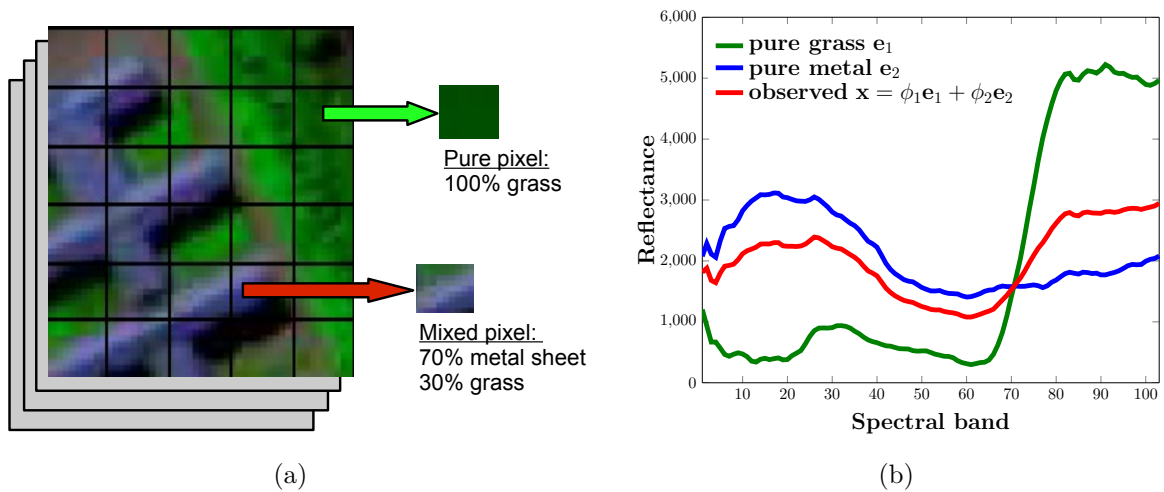 Pure pixel:
100% grass
Mixed pixel:
70% metal sheet
30% grass
(a)
6,000
5,000
4,000
3,000
2,000
1,000
0
Reflectance
pure grass e₁
pure metal e₂
observed x = ϕ₁e₁ + ϕ₂e₂
10 20 30 40 50 60 70 80 90 100
Spectral band
(b)